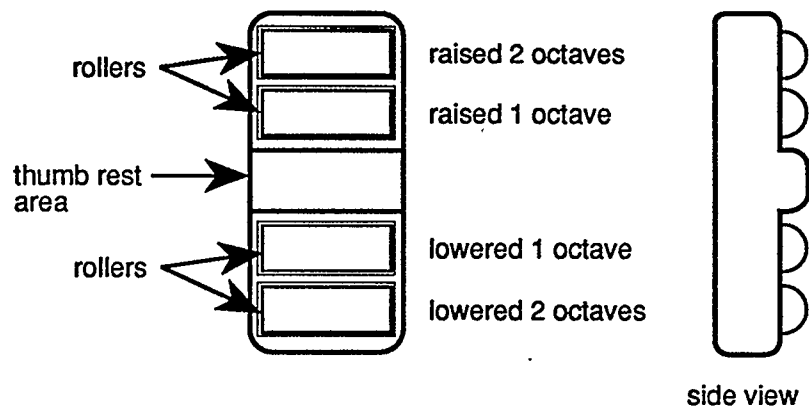 rollers
raised 2 octaves
raised 1 octave
thumb rest
area
rollers
lowered 1 octave
lowered 2 octaves
side view